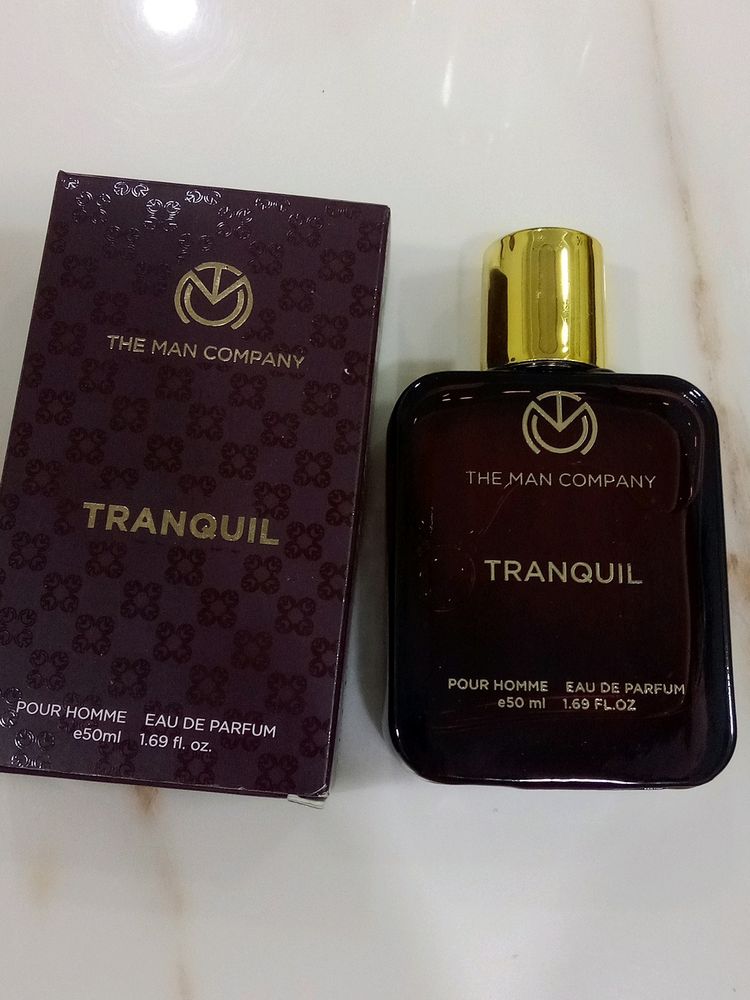 THE MAN COMPANY
TRANQUIL
POUR HOMME EAU DE PARFUM
e50ml 1.69 fl. oz.
THE MAN COMPANY
TRANQUIL
POUR HOMME EAU DE PARFUM
e50 ml 1.69 FL.OZ